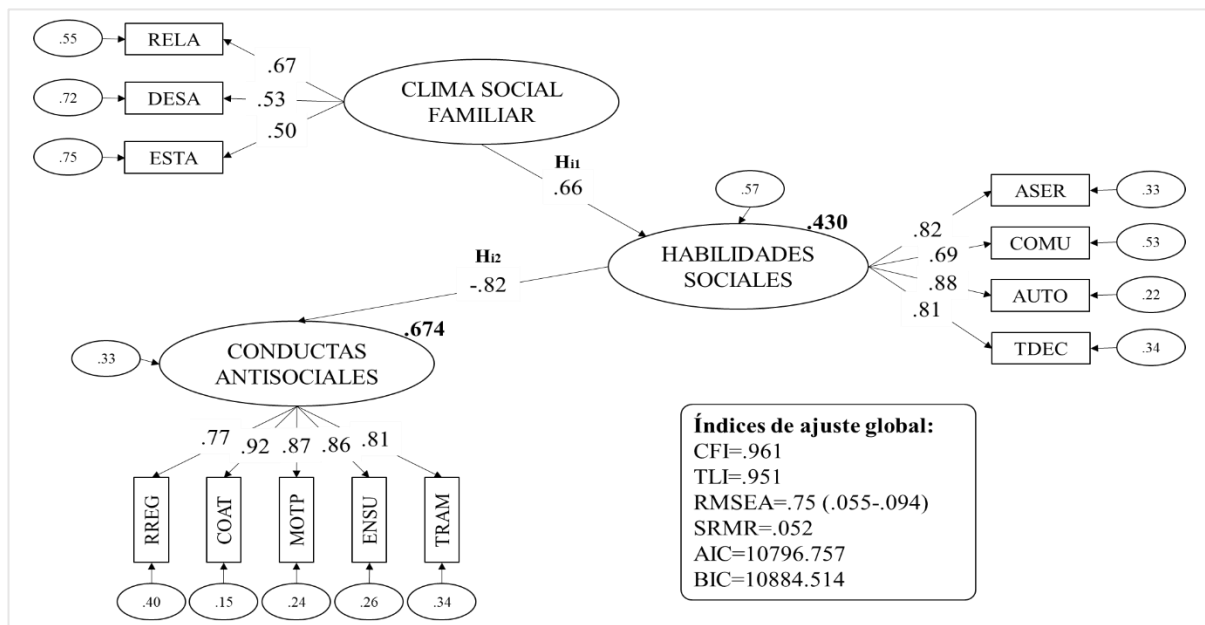 .55
RELA
.67
.72
DESA
.53
.75
ESTA
.50
CLIMA SOCIAL
FAMILIAR
Hi1
.66
.57
.430
HABILIDADES
SOCIALES
.82
ASER
.33
.69
COMU
.53
.88
AUTO
.22
.81
TDEC
.34
Hi2
-.82
.674
.33
CONDUCTAS
ANTISOCIALES
.77
.92
.87
.86
.81
RREG
COAT
MOTP
ENSU
TRAM
.40
.15
.24
.26
.34
Índices de ajuste global:
CFI=.961
TLI=.951
RMSEA=.75 (.055-.094)
SRMR=.052
AIC=10796.757
BIC=10884.514